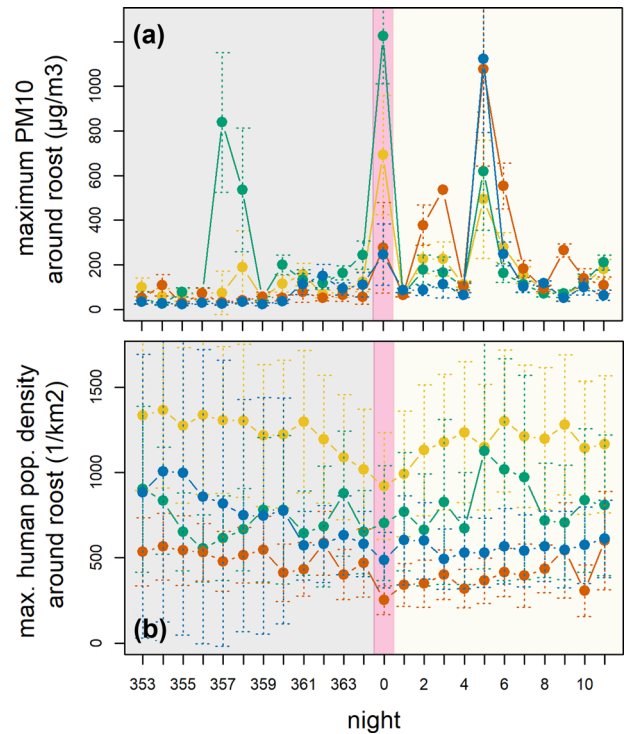 (a)
maximum PM10
around roost (µg/m3)
0 200 400 600 800 1000
(b)
max. human pop. density
around roost (1/km2)
0 500 1000 1500
353 355 357 359 361 363 0 2 4 6 8 10
night